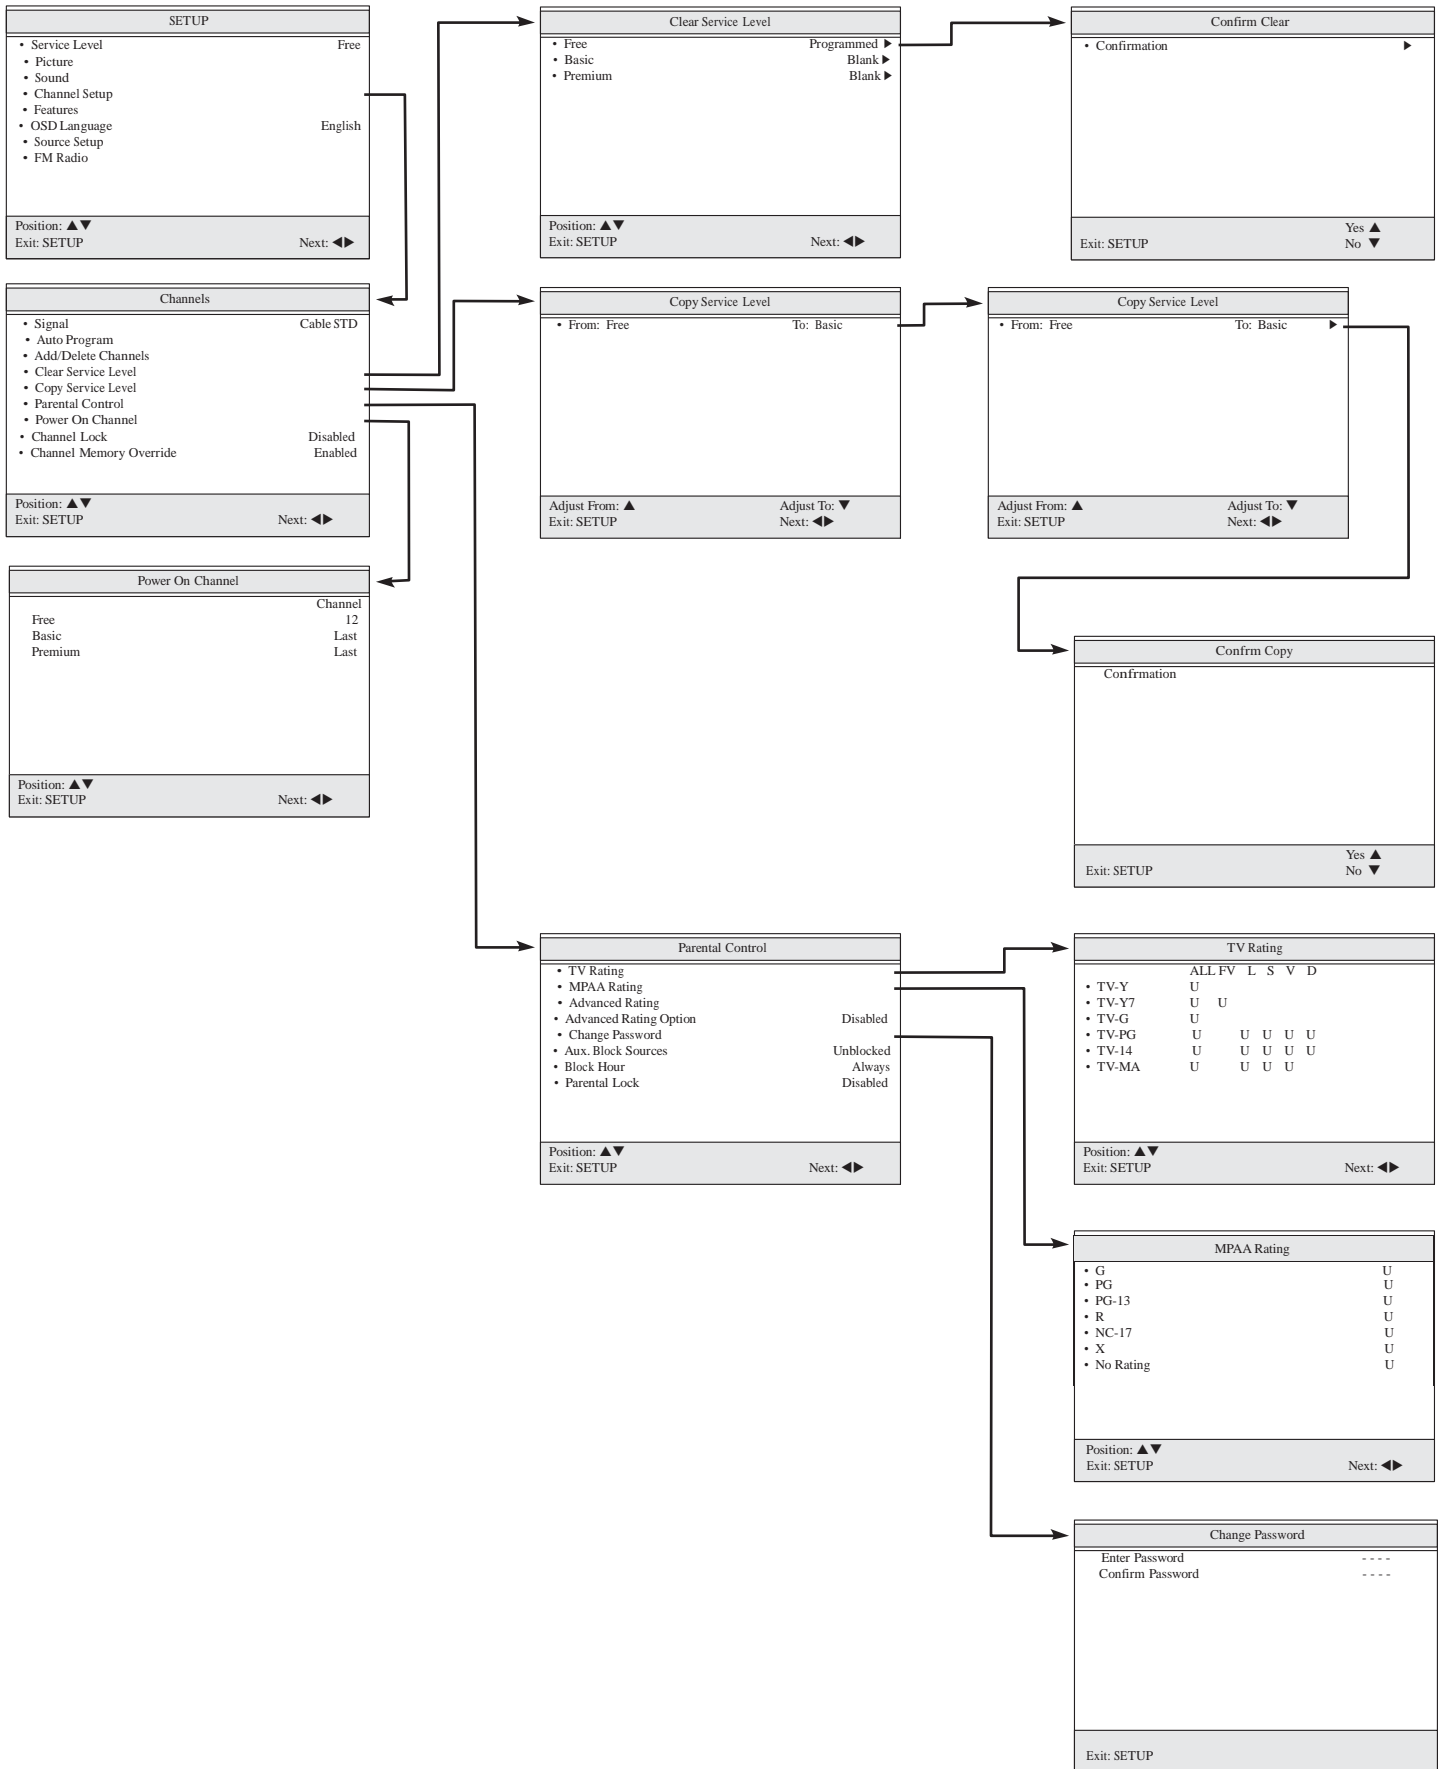 SETUP
• Service Level Free
• Picture
• Sound
• Channel Setup
• Features
• OSD Language English
• Source Setup
• FM Radio
Position: ▲▼
Exit: SETUP Next: ◀▶
Clear Service Level
• Free Programmed ▶
• Basic Blank ▶
• Premium Blank ▶
Position: ▲▼
Exit: SETUP Next: ◀▶
Confirm Clear
• Confirmation ▶
Yes ▲
Exit: SETUP No ▼
Channels
• Signal Cable STD
• Auto Program
• Add/Delete Channels
• Clear Service Level
• Copy Service Level
• Parental Control
• Power On Channel
• Channel Lock Disabled
• Channel Memory Override Enabled
Position: ▲▼
Exit: SETUP Next: ◀▶
Copy Service Level
• From: Free To: Basic
Adjust From: ▲ Adjust To: ▼
Exit: SETUP Next: ◀▶
Copy Service Level
• From: Free To: Basic ▶
Adjust From: ▲ Adjust To: ▼
Exit: SETUP Next: ◀▶
Power On Channel
Channel
Free 12
Basic Last
Premium Last
Position: ▲▼
Exit: SETUP Next: ◀▶
Confrm Copy
Confrmation
Yes ▲
Exit: SETUP No ▼
Parental Control
• TV Rating
• MPAA Rating
• Advanced Rating
• Advanced Rating Option Disabled
• Change Password
• Aux. Block Sources Unblocked
• Block Hour Always
• Parental Lock Disabled
Position: ▲▼
Exit: SETUP Next: ◀▶
TV Rating
ALL FV L S V D
• TV-Y U
• TV-Y7 U U
• TV-G U
• TV-PG U U U U U
• TV-14 U U U U U
• TV-MA U U U U
Position: ▲▼
Exit: SETUP Next: ◀▶
MPAA Rating
• G U
• PG U
• PG-13 U
• R U
• NC-17 U
• X U
• No Rating U
Position: ▲▼
Exit: SETUP Next: ◀▶
Change Password
Enter Password - - - -
Confirm Password - - - -
Exit: SETUP